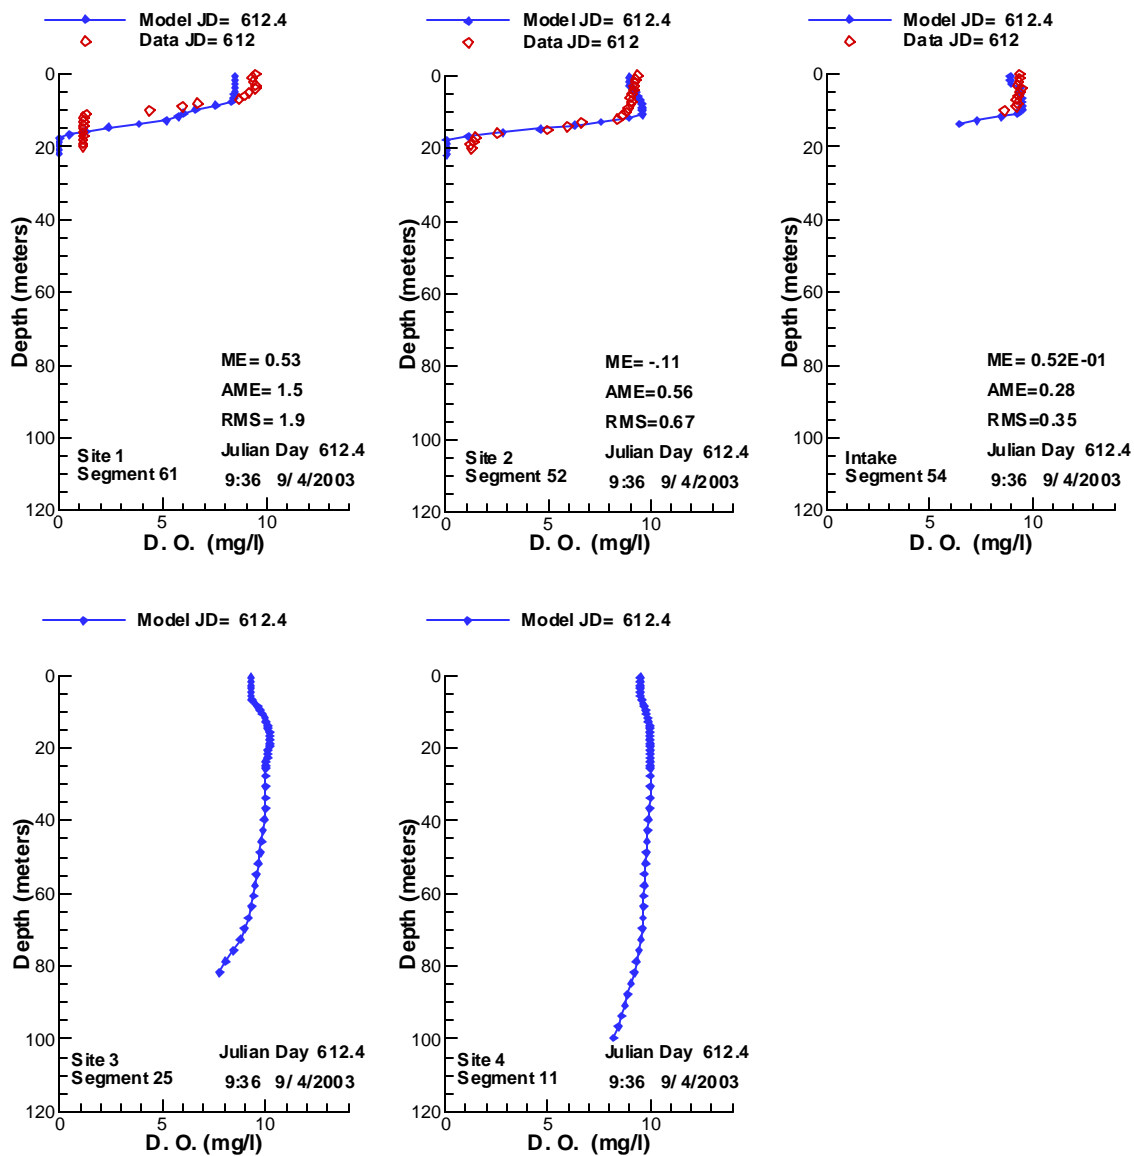 Model JD= 612.4
Data JD= 612
0
20
40
60
80
100
120
Depth (meters)
ME= 0.53
AME= 1.5
RMS= 1.9
Julian Day 612.4
9:36 9/4/2003
Site 1
Segment 61
0 5 10
D. O. (mg/l)
Model JD= 612.4
Data JD= 612
0
20
40
60
80
100
120
Depth (meters)
ME= -.11
AME=0.56
RMS=0.67
Julian Day 612.4
9:36 9/4/2003
Site 2
Segment 52
0 5 10
D. O. (mg/l)
Model JD= 612.4
Data JD= 612
0
20
40
60
80
100
120
Depth (meters)
ME= 0.52E-01
AME=0.28
RMS=0.35
Julian Day 612.4
9:36 9/4/2003
Intake
Segment 54
0 5 10
D. O. (mg/l)
Model JD= 612.4
0
20
40
60
80
100
120
Depth (meters)
Julian Day 612.4
9:36 9/4/2003
Site 3
Segment 25
0 5 10
D. O. (mg/l)
Model JD= 612.4
0
20
40
60
80
100
120
Depth (meters)
Julian Day 612.4
9:36 9/4/2003
Site 4
Segment 11
0 5 10
D. O. (mg/l)